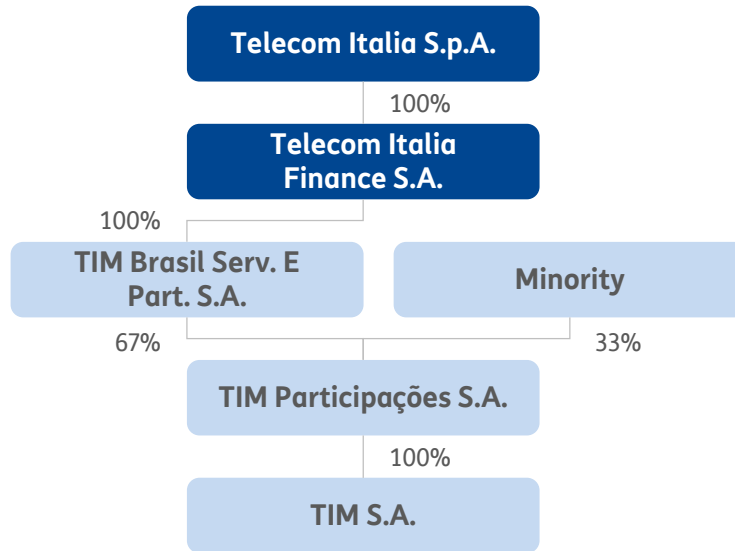 Telecom Italia S.p.A.
100%
Telecom Italia
Finance S.A.
100%
TIM Brasil Serv. E
Part. S.A.
Minority
67%
33%
TIM Participações S.A.
100%
TIM S.A.